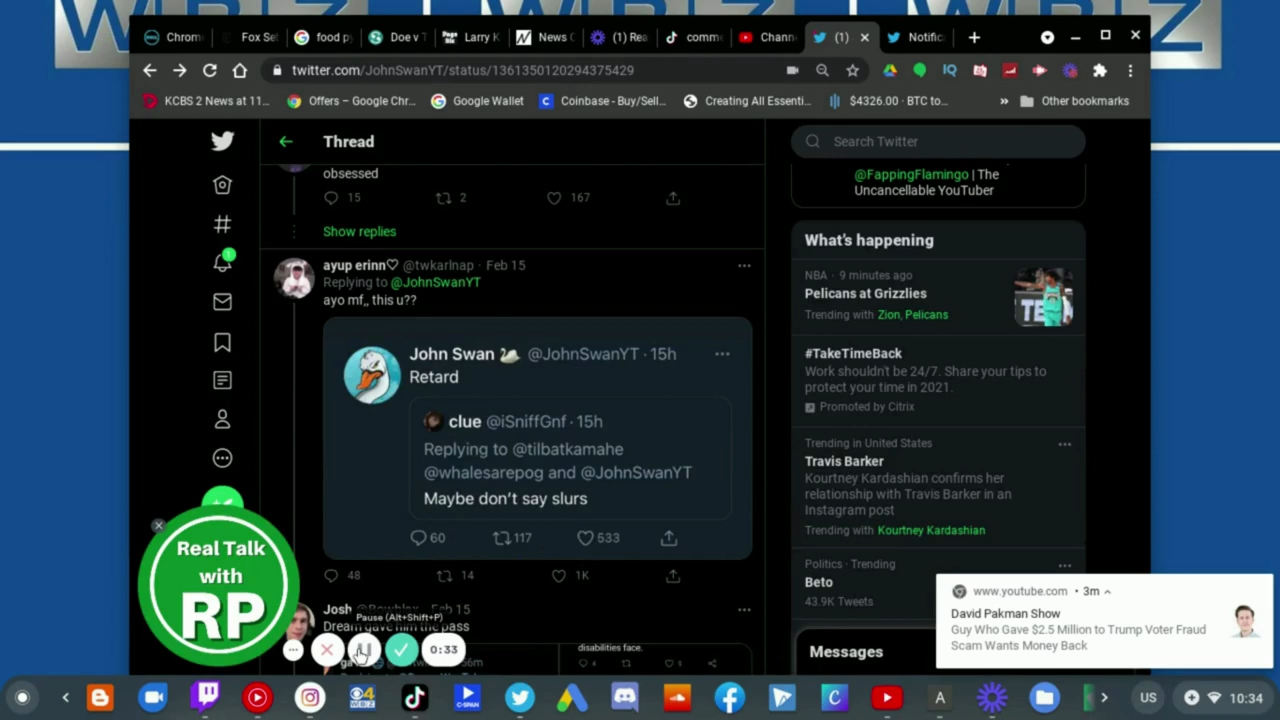 WBIZ WBIZ WBIZ
Chrom
Fox Se
food p
Doe v T
Larry K
News C
(1) Rea
comme
Chann
(1)
Notific
twitter.com/JohnSwanYT/status/1361350120294375429
KCBS 2 News at 11...
Offers – Google Chr...
Google Wallet
Coinbase - Buy/Sell...
Creating All Essenti...
$4326.00 · BTC to...
Other bookmarks
Thread
Search Twitter
obsessed
15 2 167
Show replies
@FappingFlamingo | The
Uncancellable YouTuber
ayup erinn♡ @twkarlnap · Feb 15
Replying to @JohnSwanYT
ayo mf,, this u??
John Swan 🦢 @JohnSwanYT · 15h
Retard
clue @iSniffGnf · 15h
Replying to @tilbatkamahe
@whalesarepog and @JohnSwanYT
Maybe don't say slurs
60 117 533
48 14 1K
What's happening
NBA · 9 minutes ago
Pelicans at Grizzlies
Trending with Zion, Pelicans
#TakeTimeBack
Work shouldn't be 24/7. Share your tips to
protect your time in 2021.
Promoted by Citrix
Trending in United States
Travis Barker
Kourtney Kardashian confirms her
relationship with Travis Barker in an
Instagram post
Trending with Kourtney Kardashian
Politics · Trending
Beto
43.9K Tweets
Messages
Josh
Feb 15
Dream gave him the pass
disabilities face.
Real Talk
with
RP
Pause (Alt+Shift+P)
0:33
www.youtube.com · 3m
David Pakman Show
Guy Who Gave $2.5 Million to Trump Voter Fraud
Scam Wants Money Back
US
10:34